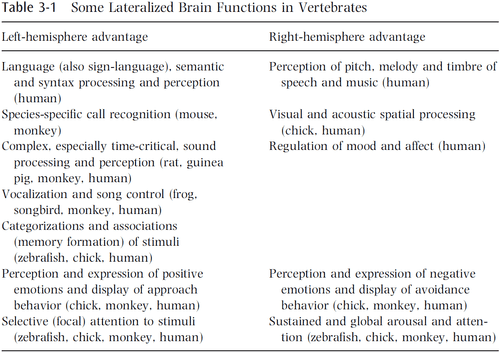 Table 3-1 Some Lateralized Brain Functions in Vertebrates
Left-hemisphere advantage
Right-hemisphere advantage
Language (also sign-language), semantic
and syntax processing and perception
(human)
Perception of pitch, melody and timbre of
speech and music (human)
Species-specific call recognition (mouse,
monkey)
Visual and acoustic spatial processing
(chick, human)
Complex, especially time-critical, sound
processing and perception (rat, guinea
pig, monkey, human)
Regulation of mood and affect (human)
Vocalization and song control (frog,
songbird, monkey, human)
Categorizations and associations
(memory formation) of stimuli
(zebrafish, chick, human)
Perception and expression of positive
emotions and display of approach
behavior (chick, monkey, human)
Perception and expression of negative
emotions and display of avoidance
behavior (chick, monkey, human)
Selective (focal) attention to stimuli
(zebrafish, chick, monkey, human)
Sustained and global arousal and atten-
tion (zebrafish, chick, monkey, human)